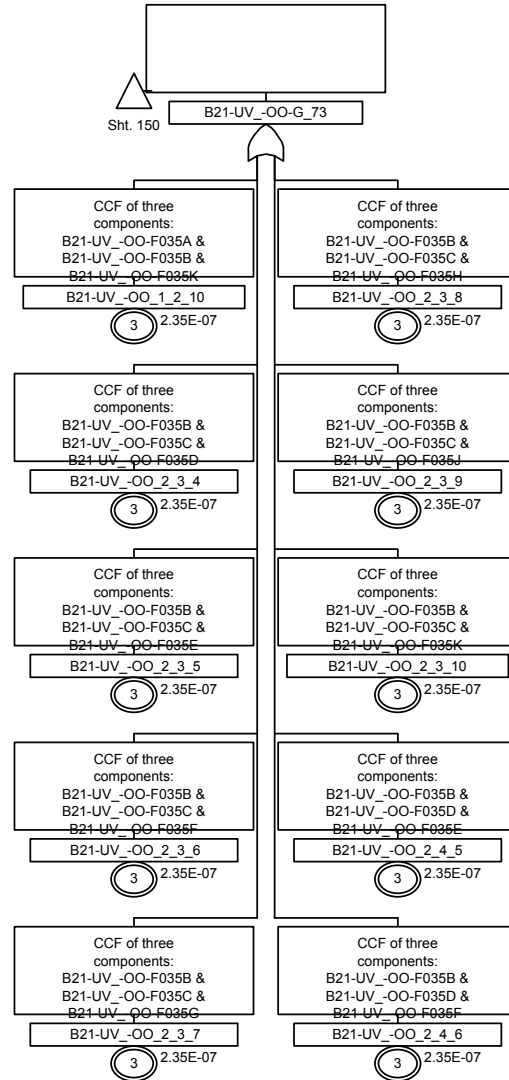 Sht. 150
B21-UV_-OO-G_73
CCF of three
components:
B21-UV_-OO-F035A &
B21-UV_-OO-F035B &
B21-UV_-OO-F035K
B21-UV_-OO_1_2_10
3
2.35E-07
CCF of three
components:
B21-UV_-OO-F035B &
B21-UV_-OO-F035C &
B21-UV_-OO-F035H
B21-UV_-OO_2_3_8
3
2.35E-07
CCF of three
components:
B21-UV_-OO-F035B &
B21-UV_-OO-F035C &
B21-UV_-OO-F035D
B21-UV_-OO_2_3_4
3
2.35E-07
CCF of three
components:
B21-UV_-OO-F035B &
B21-UV_-OO-F035C &
B21-UV_-OO-F035J
B21-UV_-OO_2_3_9
3
2.35E-07
CCF of three
components:
B21-UV_-OO-F035B &
B21-UV_-OO-F035C &
B21-UV_-OO-F035E
B21-UV_-OO_2_3_5
3
2.35E-07
CCF of three
components:
B21-UV_-OO-F035B &
B21-UV_-OO-F035C &
B21-UV_-OO-F035K
B21-UV_-OO_2_3_10
3
2.35E-07
CCF of three
components:
B21-UV_-OO-F035B &
B21-UV_-OO-F035C &
B21-UV_-OO-F035F
B21-UV_-OO_2_3_6
3
2.35E-07
CCF of three
components:
B21-UV_-OO-F035B &
B21-UV_-OO-F035D &
B21-UV_-OO-F035E
B21-UV_-OO_2_4_5
3
2.35E-07
CCF of three
components:
B21-UV_-OO-F035B &
B21-UV_-OO-F035C &
B21-UV_-OO-F035G
B21-UV_-OO_2_3_7
3
2.35E-07
CCF of three
components:
B21-UV_-OO-F035B &
B21-UV_-OO-F035D &
B21-UV_-OO-F035F
B21-UV_-OO_2_4_6
3
2.35E-07